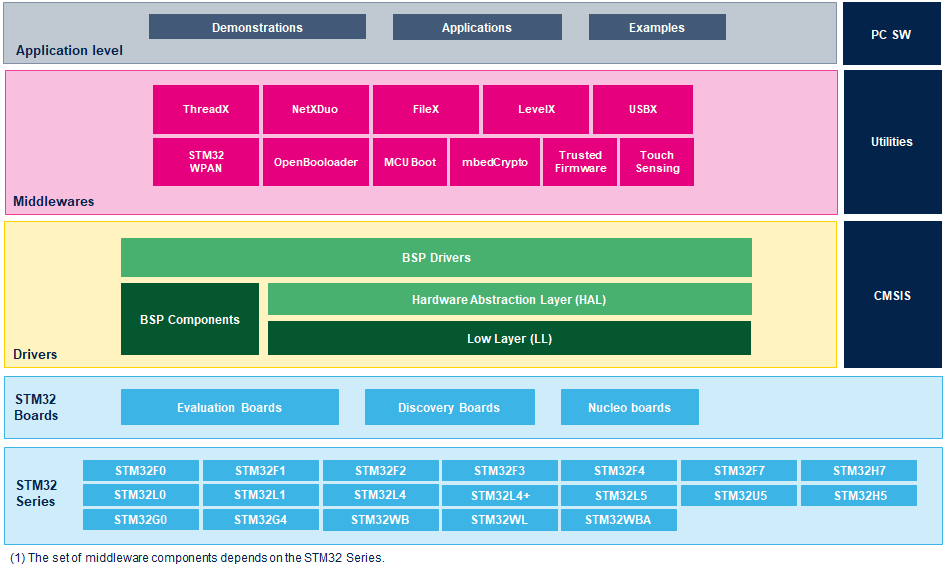 Demonstrations
Applications
Examples
Application level
PC SW
ThreadX
NetXDuo
FileX
LevelX
USBX
STM32
WPAN
OpenBooloader
MCU Boot
mbedCrypto
Trusted
Firmware
Touch
Sensing
Middlewares
Utilities
BSP Drivers
BSP Components
Hardware Abstraction Layer (HAL)
Low Layer (LL)
Drivers
CMSIS
STM32
Boards
Evaluation Boards
Discovery Boards
Nucleo boards
STM32
Series
STM32F0
STM32F1
STM32F2
STM32F3
STM32F4
STM32F7
STM32H7
STM32L0
STM32L1
STM32L4
STM32L4+
STM32L5
STM32U5
STM32H5
STM32G0
STM32G4
STM32WB
STM32WL
STM32WBA
(1) The set of middleware components depends on the STM32 Series.